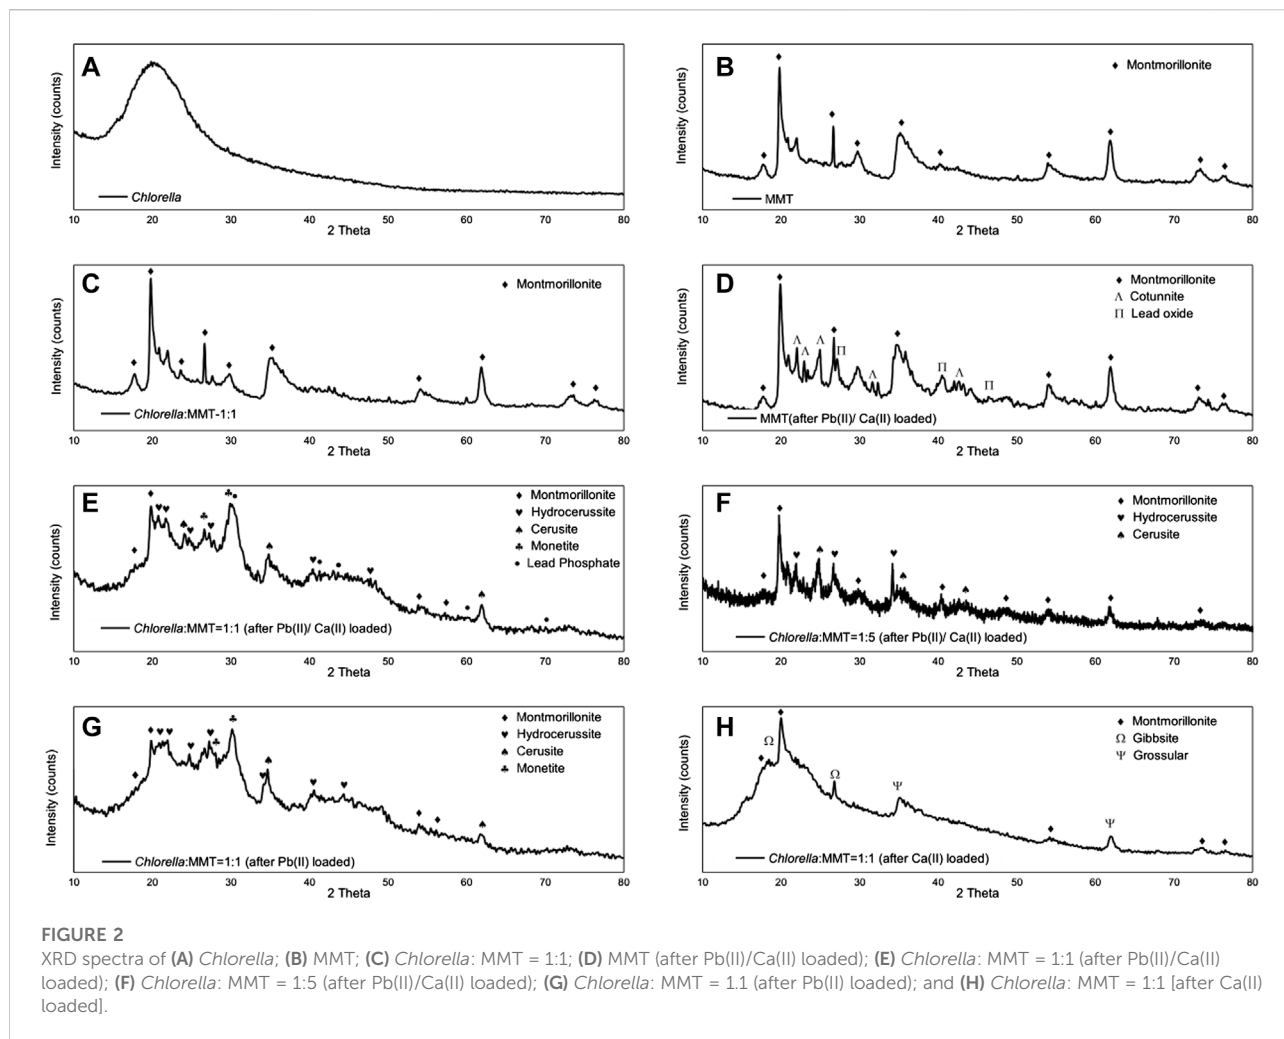 A
Intensity (counts)
Chlorella
10 20 30 40 50 60 70 80
2 Theta
B
Intensity (counts)
♦ Montmorillonite
MMT
10 20 30 40 50 60 70 80
2 Theta
C
Intensity (counts)
♦ Montmorillonite
Chlorella:MMT-1:1
10 20 30 40 50 60 70 80
2 Theta
D
Intensity (counts)
♦ Montmorillonite
Λ Cotunnite
Π Lead oxide
Λ Λ Λ Π Λ Π Λ Π
MMT(after Pb(II)/ Ca(II) loaded)
10 20 30 40 50 60 70 80
2 Theta
E
Intensity (counts)
♦ Montmorillonite
♥ Hydrocerussite
♠ Cerusite
♣ Monetite
• Lead Phosphate
Chlorella:MMT=1:1 (after Pb(II)/ Ca(II) loaded)
10 20 30 40 50 60 70 80
2 Theta
F
Intensity (counts)
♦ Montmorillonite
♥ Hydrocerussite
♠ Cerusite
Chlorella:MMT=1:5 (after Pb(II)/ Ca(II) loaded)
10 20 30 40 50 60 70 80
2 Theta
G
Intensity (counts)
♦ Montmorillonite
♥ Hydrocerussite
♠ Cerusite
♣ Monetite
Chlorella:MMT=1:1 (after Pb(II) loaded)
10 20 30 40 50 60 70 80
2 Theta
H
Intensity (counts)
♦ Montmorillonite
Ω Gibbsite
Ψ Grossular
Ω Ω Ψ Ψ
Chlorella:MMT=1:1 (after Ca(II) loaded)
10 20 30 40 50 60 70 80
2 Theta
FIGURE 2
XRD spectra of (A) Chlorella; (B) MMT; (C) Chlorella: MMT = 1:1; (D) MMT (after Pb(II)/Ca(II) loaded); (E) Chlorella: MMT = 1:1 (after Pb(II)/Ca(II)
loaded); (F) Chlorella: MMT = 1:5 (after Pb(II)/Ca(II) loaded); (G) Chlorella: MMT = 1.1 (after Pb(II) loaded); and (H) Chlorella: MMT = 1:1 [after Ca(II)
loaded].